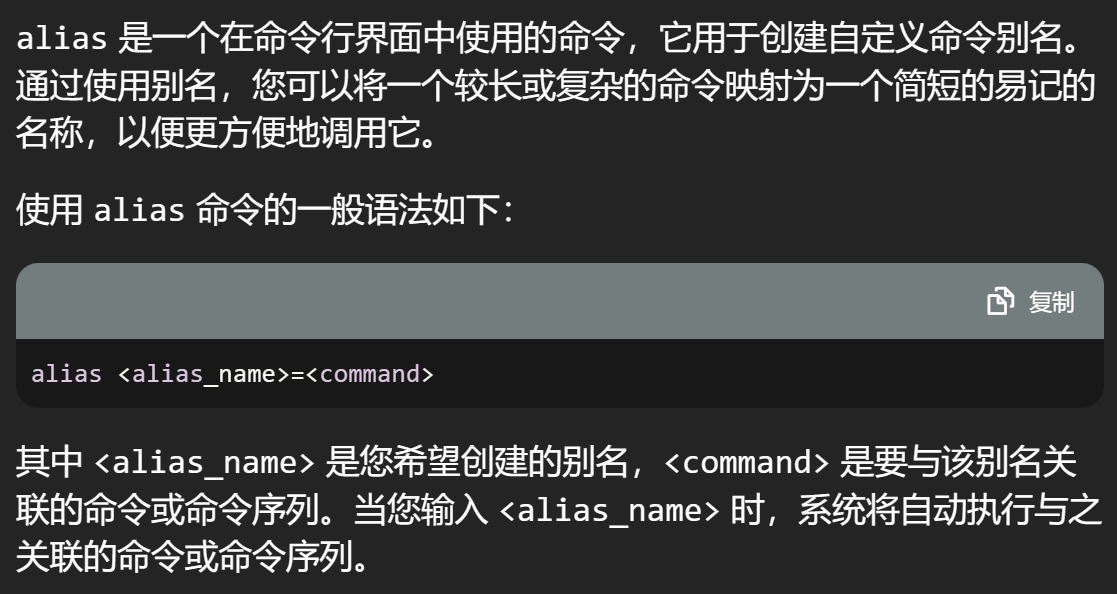 alias 是一个在命令行界面中使用的命令，它用于创建自定义命令别名。
通过使用别名，您可以将一个较长或复杂的命令映射为一个简短的易记的
名称，以便更方便地调用它。
使用 alias 命令的一般语法如下：
复制
alias <alias_name>=<command>
其中 <alias_name> 是您希望创建的别名，<command> 是要与该别名关
联的命令或命令序列。当您输入 <alias_name> 时，系统将自动执行与之
关联的命令或命令序列。